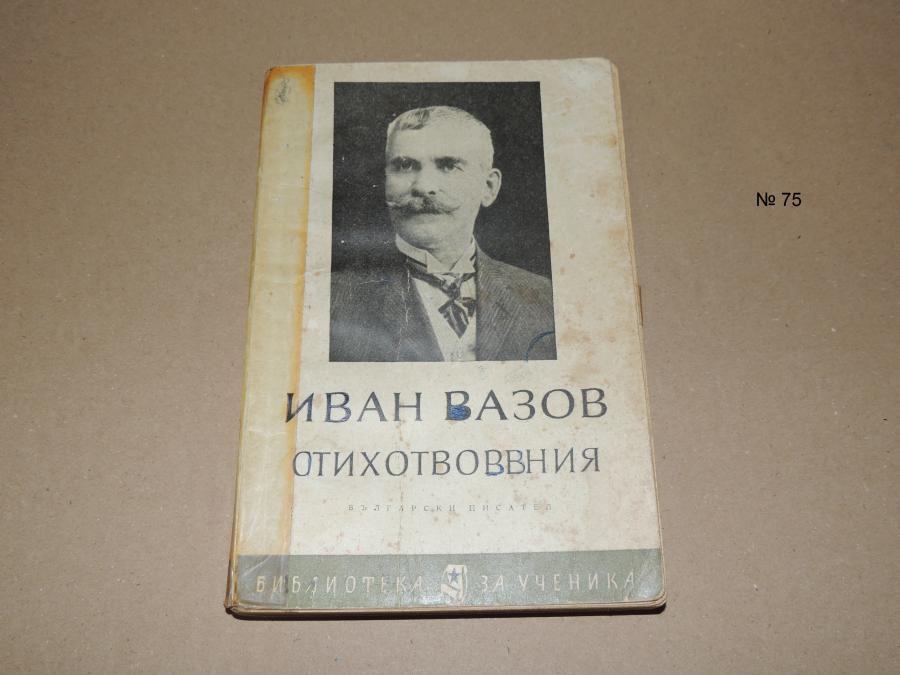 ИВАН ВАЗОВ
ОТИХОТВОВВНИЯ
БЪЛГАРСКИ ПИСАТЕЛ
БИБЛИОТЕКА ЗА УЧЕНИКА
№ 75